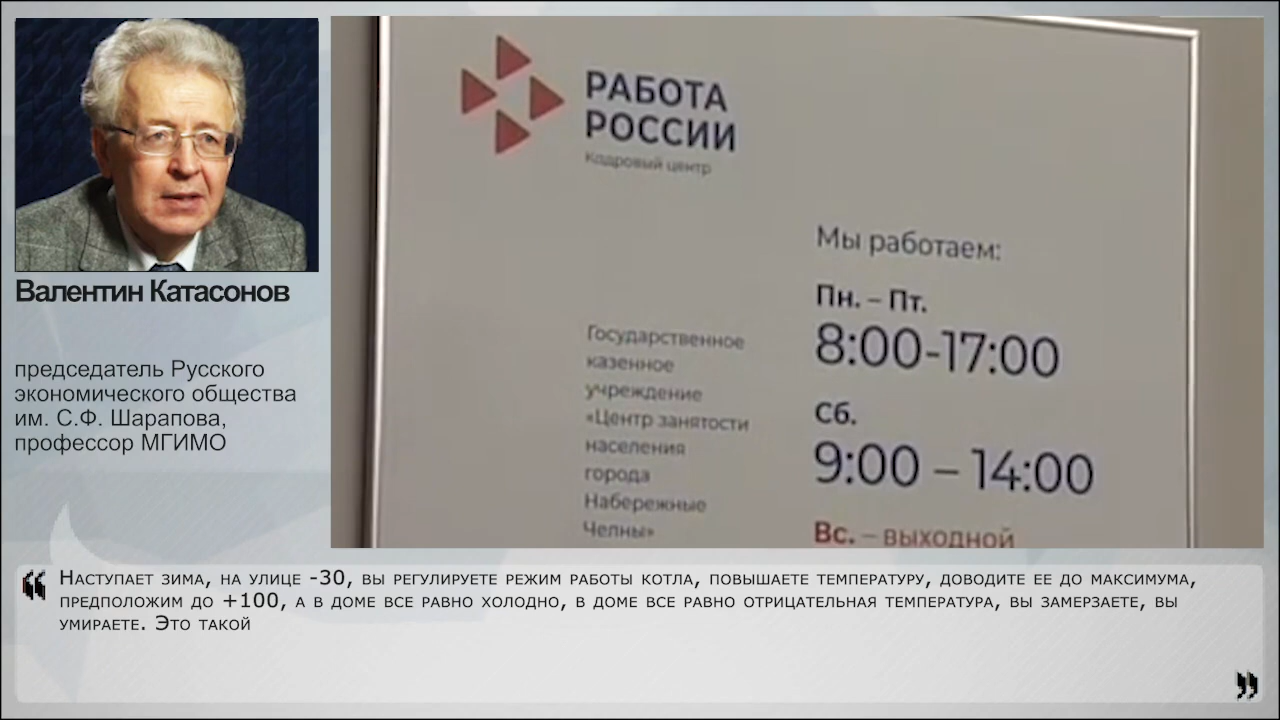 Валентин Катасонов
председатель Русского
экономического общества
им. С.Ф. Шарапова,
профессор МГИМО
РАБОТА
РОССИИ
Кадровый центр
Государственное
казенное
учреждение
«Центр занятости
населения
города
Набережные
Челны»
Мы работаем:
Пн. – Пт.
8:00-17:00
Сб.
9:00 – 14:00
Вс. – выходной
“ Наступает зима, на улице -30, вы регулируете режим работы котла, повышаете температуру, доводите ее до максимума,
предположим до +100, а в доме все равно холодно, в доме все равно отрицательная температура, вы замерзаете, вы
умираете. Это такой
”